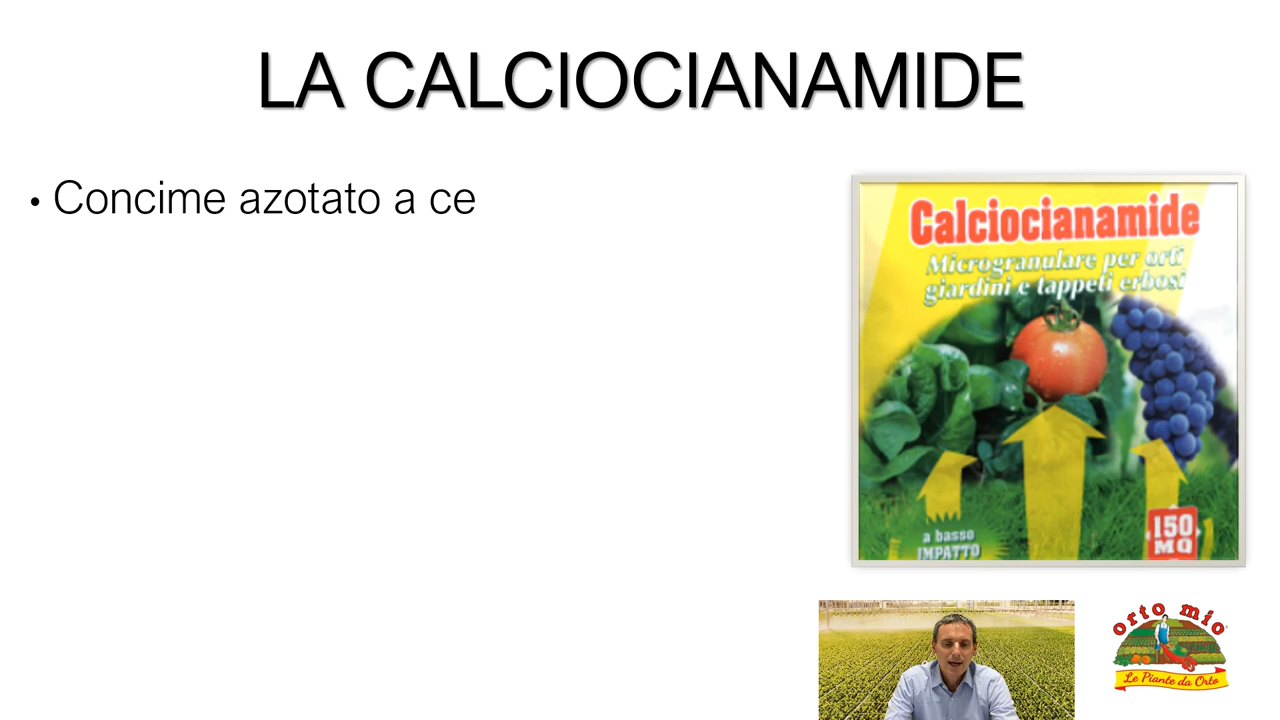 LA CALCIOCIANAMIDE
• Concime azotato a ce
Calciocianamide
Microgranulare per orti
giardini e tappeti erbosi
a basso
IMPATTO
150
MQ
orto mio
Le Piante da Orto